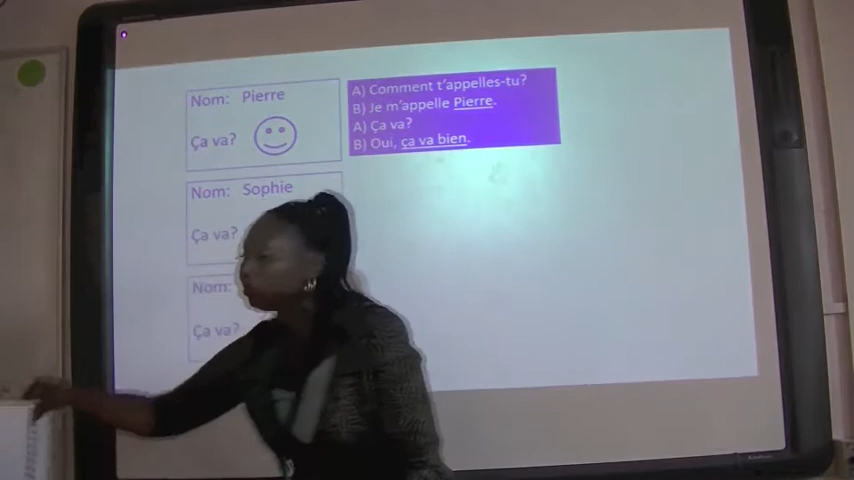 Nom: Pierre
Ça va?
A) Comment t'appelles-tu?
B) Je m'appelle Pierre.
A) Ça va?
B) Oui, ça va bien.
Nom: Sophie
Ça va?
Nom:
Ça va?